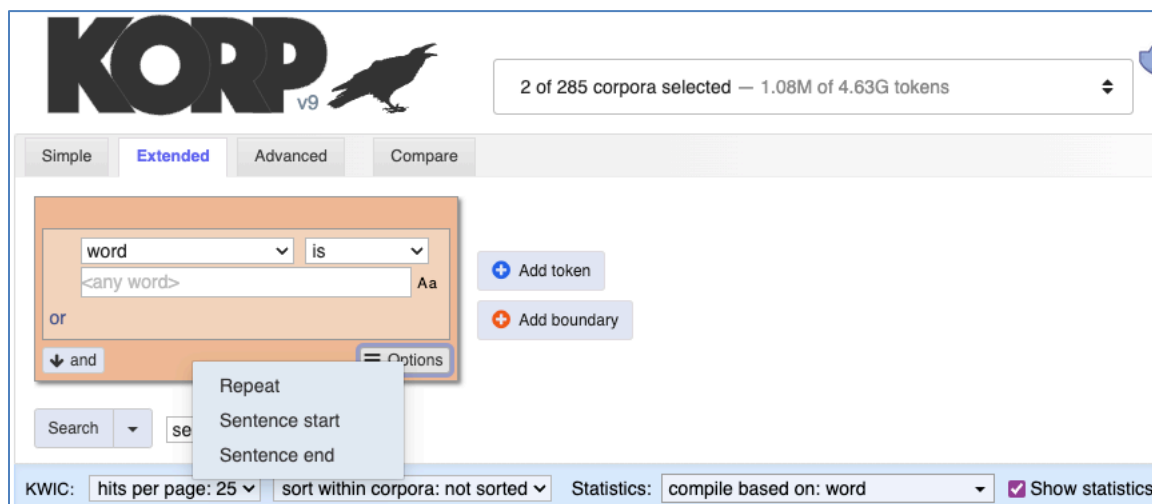 KORP
v9
2 of 285 corpora selected — 1.08M of 4.63G tokens
Simple Extended Advanced Compare
word is
<any word> Aa
or
and Options
Add token
Add boundary
Repeat
Sentence start
Sentence end
Search se
KWIC: hits per page: 25 sort within corpora: not sorted Statistics: compile based on: word Show statistics